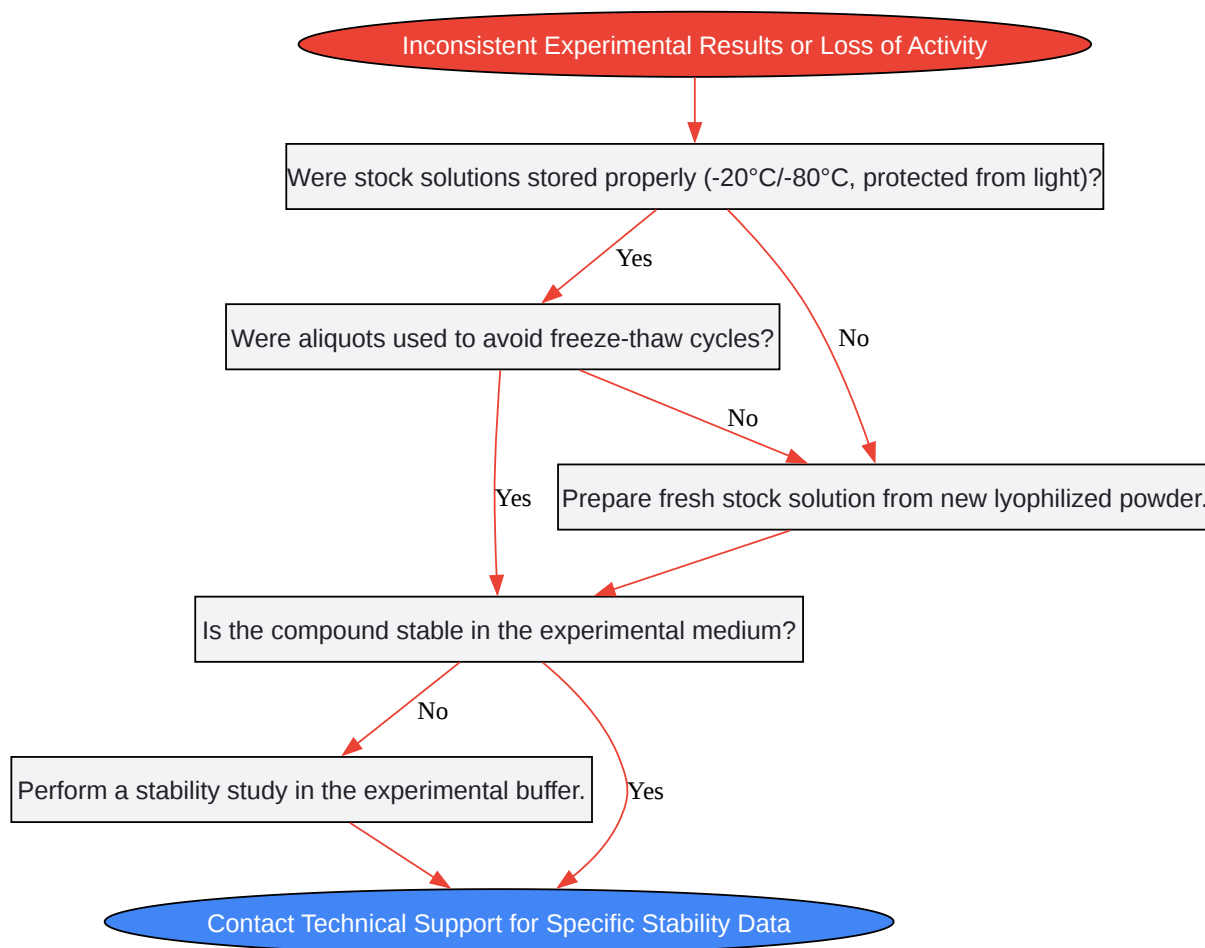 Inconsistent Experimental Results or Loss of Activity
Were stock solutions stored properly (-20°C/-80°C, protected from light)?
Yes
Were aliquots used to avoid freeze-thaw cycles?
No
No
Prepare fresh stock solution from new lyophilized powder.
Yes
Is the compound stable in the experimental medium?
No
Perform a stability study in the experimental buffer.
Yes
Contact Technical Support for Specific Stability Data